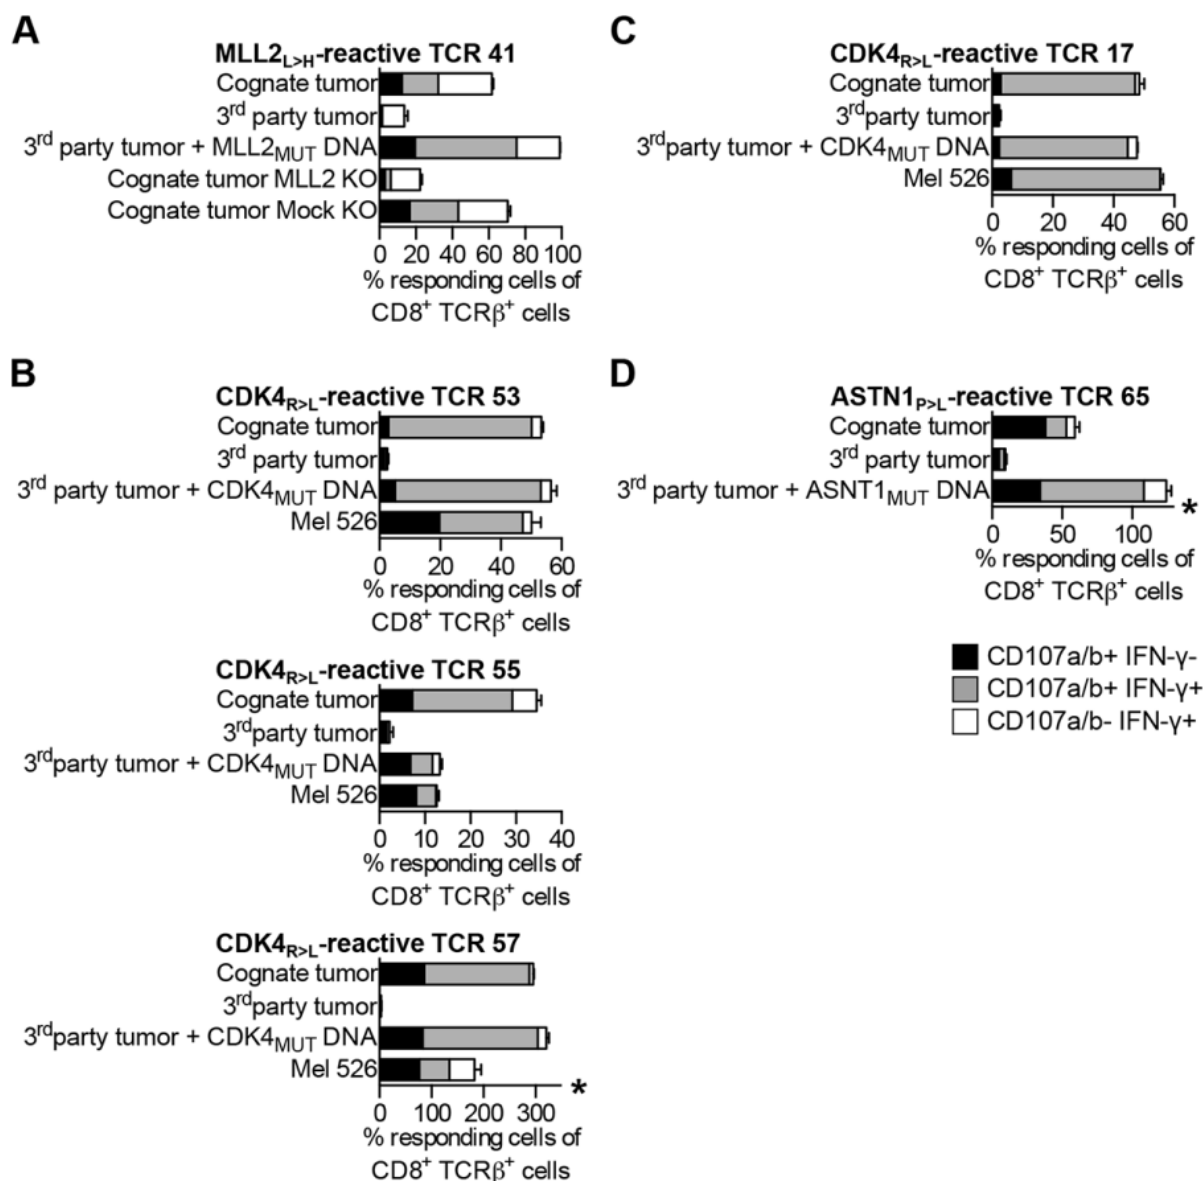 A
MLL2L>H-reactive TCR 41
Cognate tumor
3rd party tumor
3rd party tumor + MLL2MUT DNA
Cognate tumor MLL2 KO
Cognate tumor Mock KO
0 20 40 60 80 100
% responding cells of
CD8+ TCRβ+ cells
B
CDK4R>L-reactive TCR 53
Cognate tumor
3rd party tumor
3rd party tumor + CDK4MUT DNA
Mel 526
0 20 40 60
% responding cells of
CD8+ TCRβ+ cells
CDK4R>L-reactive TCR 55
Cognate tumor
3rdparty tumor
3rdparty tumor + CDK4MUT DNA
Mel 526
0 10 20 30 40
% responding cells of
CD8+ TCRβ+ cells
CDK4R>L-reactive TCR 57
Cognate tumor
3rdparty tumor
3rdparty tumor + CDK4MUT DNA
Mel 526
*
0 100 200 300
% responding cells of
CD8+ TCRβ+ cells
C
CDK4R>L-reactive TCR 17
Cognate tumor
3rd party tumor
3rdparty tumor + CDK4MUT DNA
Mel 526
0 20 40 60
% responding cells of
CD8+ TCRβ+ cells
D
ASTN1P>L-reactive TCR 65
Cognate tumor
3rd party tumor
3rd party tumor + ASNT1MUT DNA
*
0 50 100
% responding cells of
CD8+ TCRβ+ cells
CD107a/b+ IFN-γ-
CD107a/b+ IFN-γ+
CD107a/b- IFN-γ+